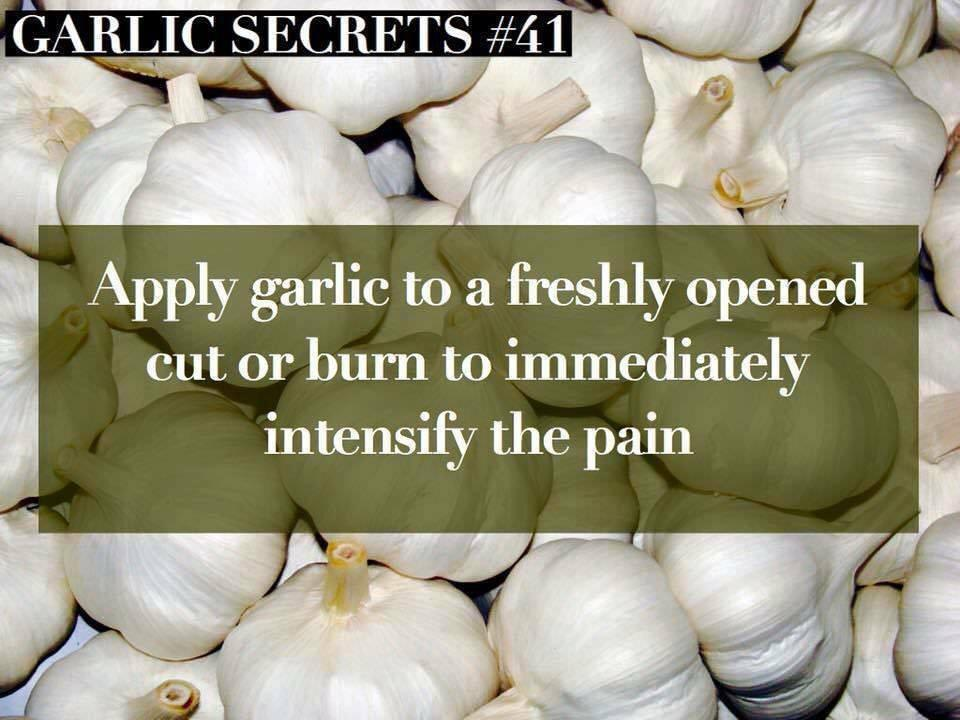 GARLIC SECRETS #41
Apply garlic to a freshly opened
cut or burn to immediately
intensify the pain